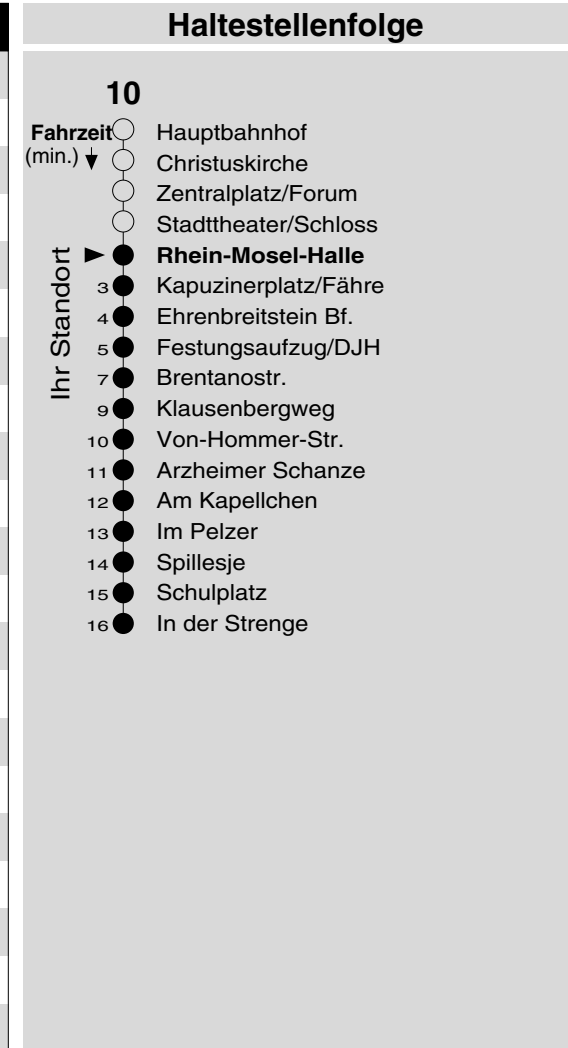 Haltestellenfolge
10
Fahrzeit Hauptbahnhof
(min.) Christuskirche
Zentralplatz/Forum
Stadttheater/Schloss
Rhein-Mosel-Halle
3 Kapuzinerplatz/Fähre
4 Ehrenbreitstein Bf.
5 Festungsaufzug/DJH
7 Brentanostr.
9 Klausenbergweg
10 Von-Hommer-Str.
11 Arzheimer Schanze
12 Am Kapellchen
13 Im Pelzer
14 Spillesje
15 Schulplatz
16 In der Strenge
Ihr Standort